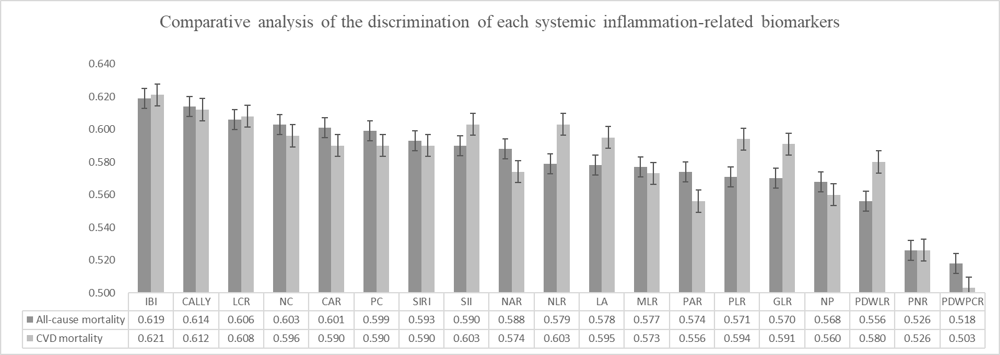 Comparative analysis of the discrimination of each systemic inflammation-related biomarkers
0.640
0.620
0.600
0.580
0.560
0.540
0.520
0.500
IBI CALLY LCR NC CAR PC SIRI SII NAR NLR LA MLR PAR PLR GLR NP PDWLR PNR PDWPCR
All-cause mortality 0.619 0.614 0.606 0.603 0.601 0.599 0.593 0.590 0.588 0.579 0.578 0.577 0.574 0.571 0.570 0.568 0.556 0.526 0.518
CVD mortality 0.621 0.612 0.608 0.596 0.590 0.590 0.590 0.603 0.574 0.603 0.595 0.573 0.556 0.594 0.591 0.560 0.580 0.526 0.503